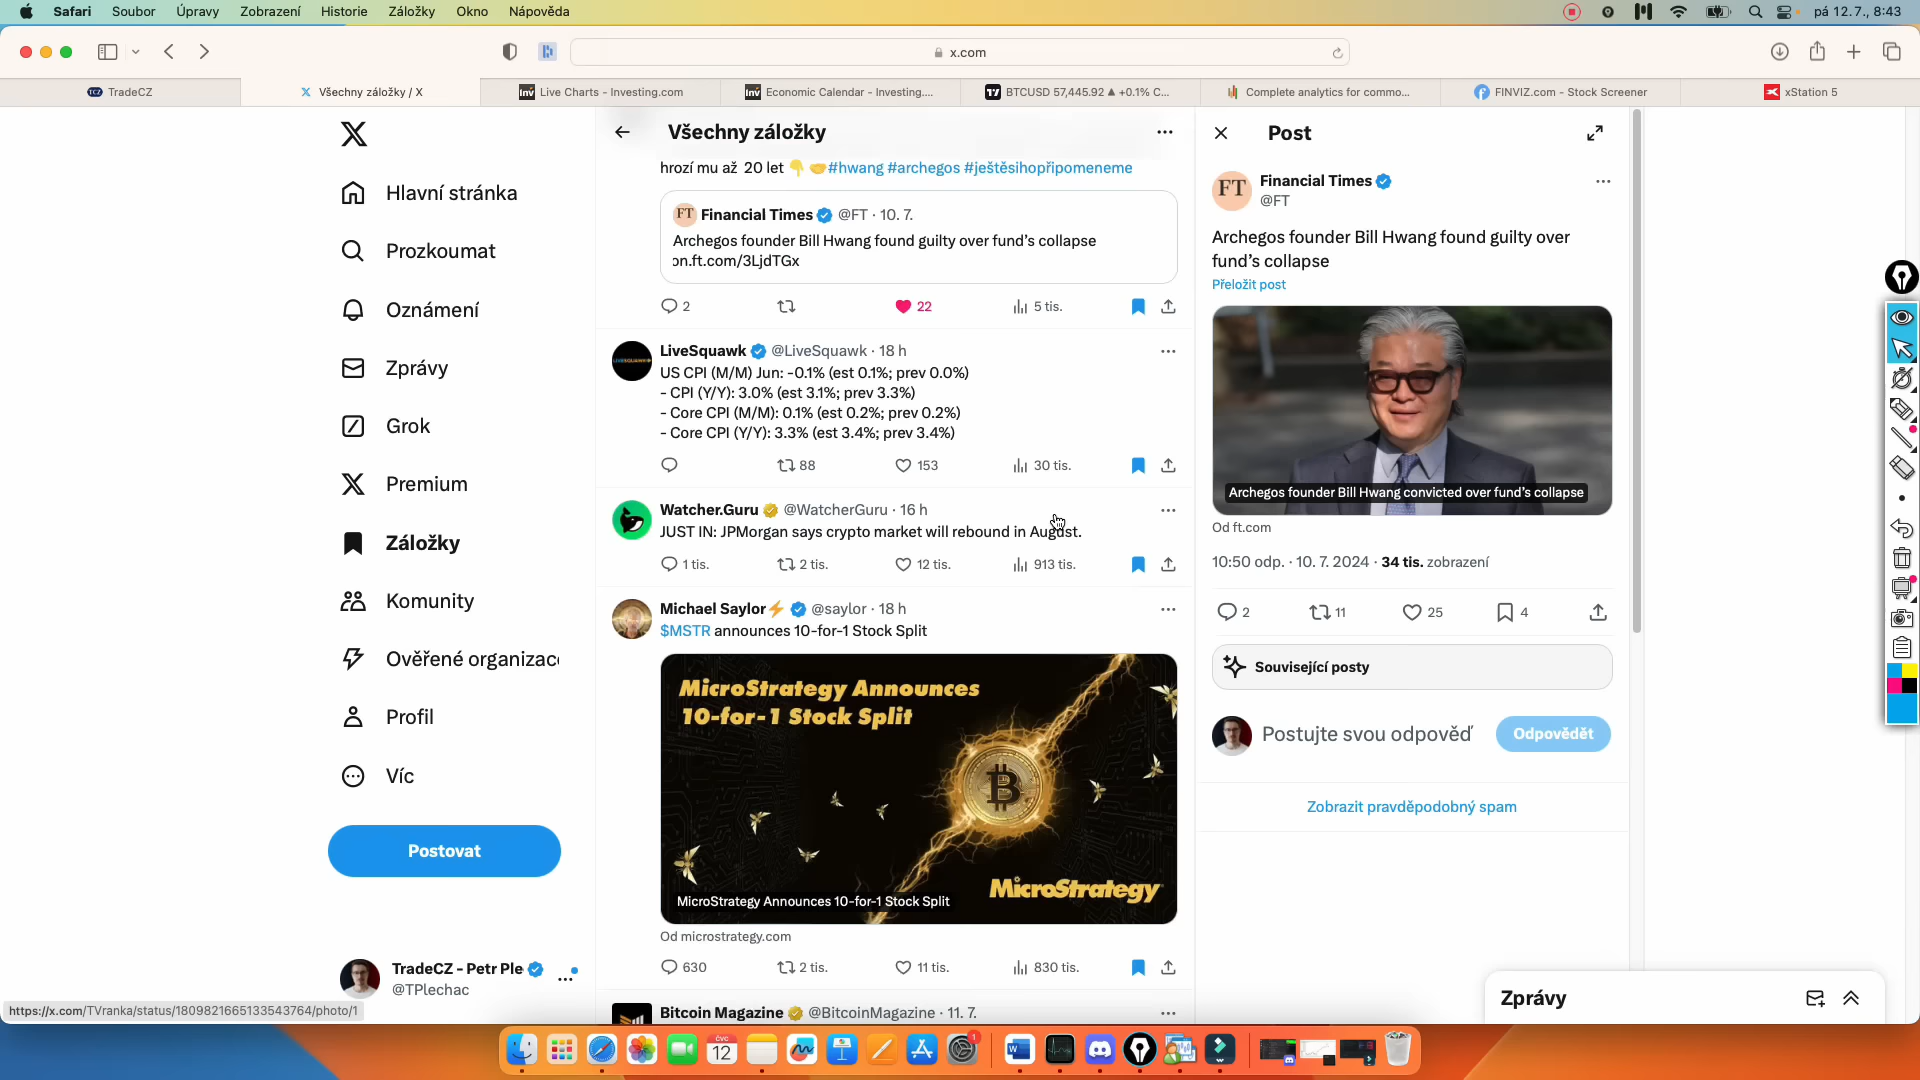 Safari Soubor Úpravy Zobrazení Historie Záložky Okno Nápověda
pá 12.7., 8:43
x.com
TradeCZ
Všechny záložky / X
Live Charts - Investing.com
Economic Calendar - Investing....
BTCUSD 57,445.92 ▲ +0.1% C...
Complete analytics for commo...
FINVIZ.com - Stock Screener
xStation 5
Hlavní stránka
Prozkoumat
Oznámení
Zprávy
Grok
Premium
Záložky
Komunity
Ověřené organizac
Profil
Víc
Postovat
TradeCZ - Petr Ple
@TPlechac
https://x.com/TVranka/status/1809821665133543764/photo/1
Všechny záložky
hrozí mu až 20 let 👇 🤝#hwang #archegos #ještěsihopřipomeneme
FT Financial Times @FT · 10. 7.
Archegos founder Bill Hwang found guilty over fund's collapse
on.ft.com/3LjdTGx
2 22 5 tis.
LiveSquawk @LiveSquawk · 18 h
US CPI (M/M) Jun: -0.1% (est 0.1%; prev 0.0%)
- CPI (Y/Y): 3.0% (est 3.1%; prev 3.3%)
- Core CPI (M/M): 0.1% (est 0.2%; prev 0.2%)
- Core CPI (Y/Y): 3.3% (est 3.4%; prev 3.4%)
88 153 30 tis.
Watcher.Guru @WatcherGuru · 16 h
JUST IN: JPMorgan says crypto market will rebound in August.
1 tis. 2 tis. 12 tis. 913 tis.
Michael Saylor⚡ @saylor · 18 h
$MSTR announces 10-for-1 Stock Split
MicroStrategy Announces
10-for-1 Stock Split
MicroStrategy
MicroStrategy Announces 10-for-1 Stock Split
Od microstrategy.com
630 2 tis. 11 tis. 830 tis.
Bitcoin Magazine @BitcoinMagazine · 11. 7.
Post
FT
Financial Times
@FT
Archegos founder Bill Hwang found guilty over
fund's collapse
Přeložit post
Archegos founder Bill Hwang convicted over fund's collapse
Od ft.com
10:50 odp. · 10. 7. 2024 · 34 tis. zobrazení
2 11 25 4
Související posty
Postujte svou odpověď
Odpovědět
Zobrazit pravděpodobný spam
Zprávy
ČVC
12
1